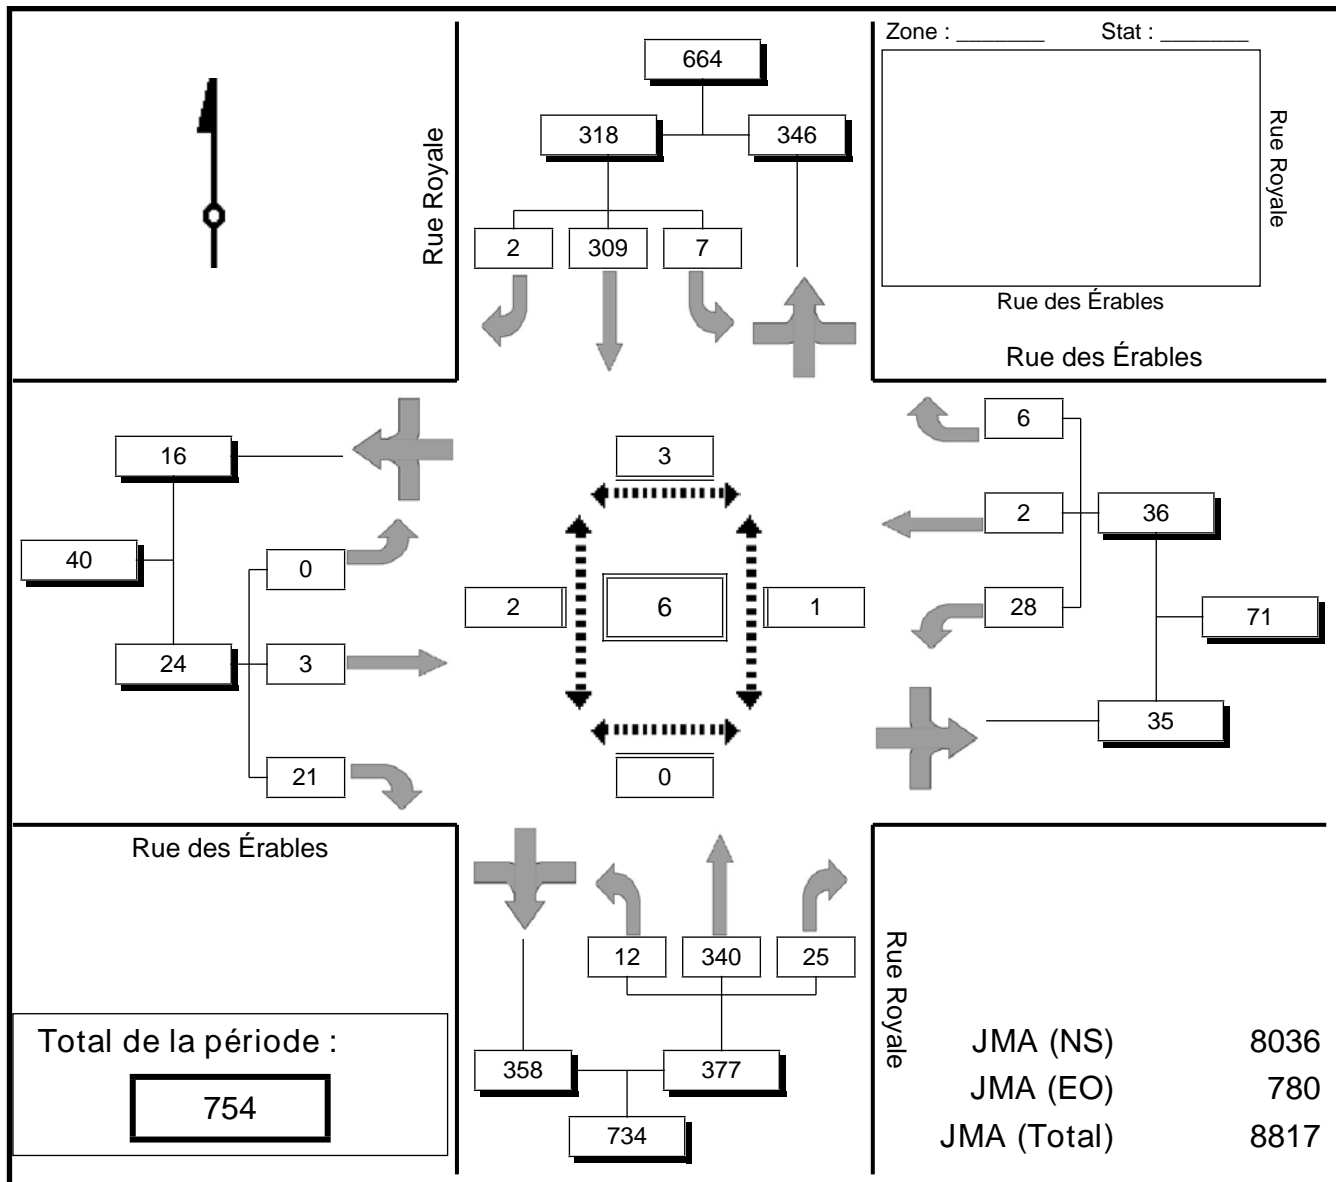 Zone : _______ Stat : _______
664
318
346
Rue Royale
Rue Royale
2
309
7
Rue des Érables
Rue des Érables
6
16
3
2
36
40
0
2
6
1
28
71
24
3
35
21
0
Rue des Érables
12
340
25
Rue Royale
Total de la période :
754
358
377
734
JMA (NS) 8036
JMA (EO) 780
JMA (Total) 8817